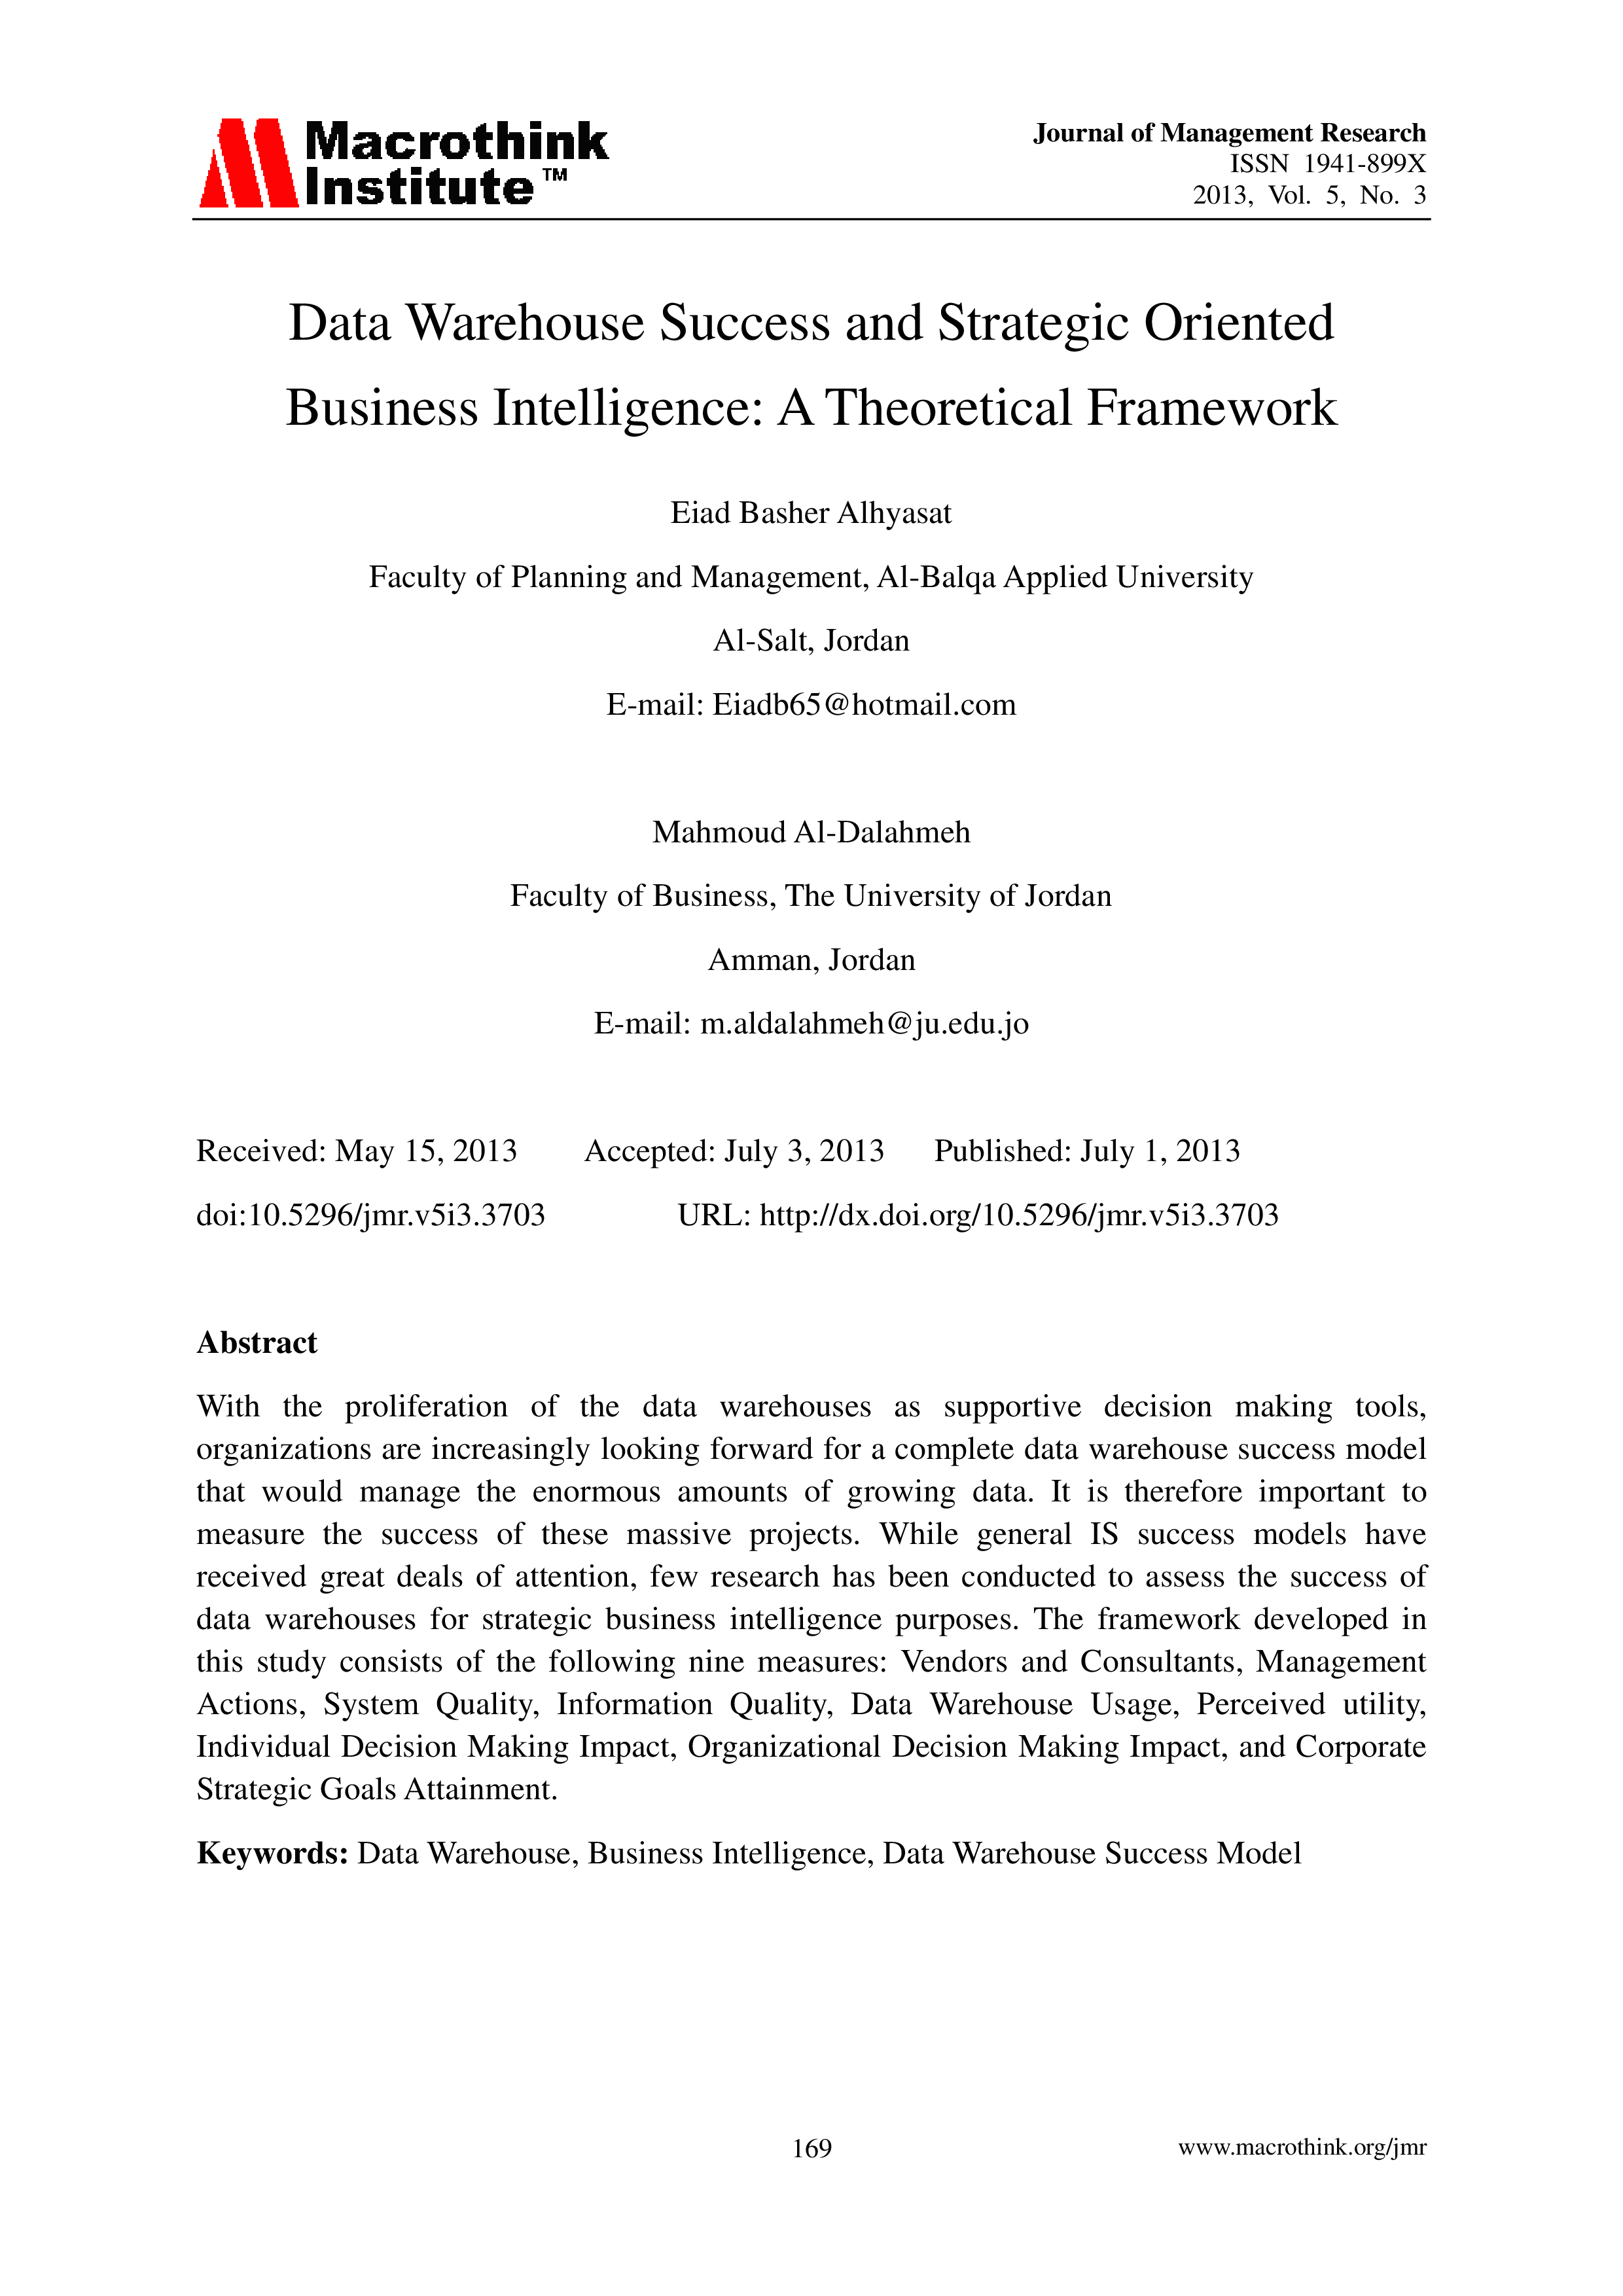 Macrothink
Institute™
Journal of Management Research
ISSN 1941-899X
2013, Vol. 5, No. 3
Data Warehouse Success and Strategic Oriented
Business Intelligence: A Theoretical Framework
Eiad Basher Alhyasat
Faculty of Planning and Management, Al-Balqa Applied University
Al-Salt, Jordan
E-mail: Eiadb65@hotmail.com
Mahmoud Al-Dalahmeh
Faculty of Business, The University of Jordan
Amman, Jordan
E-mail: m.aldalahmeh@ju.edu.jo
Received: May 15, 2013 Accepted: July 3, 2013 Published: July 1, 2013
doi:10.5296/jmr.v5i3.3703 URL: http://dx.doi.org/10.5296/jmr.v5i3.3703
Abstract
With the proliferation of the data warehouses as supportive decision making tools,
organizations are increasingly looking forward for a complete data warehouse success model
that would manage the enormous amounts of growing data. It is therefore important to
measure the success of these massive projects. While general IS success models have
received great deals of attention, few research has been conducted to assess the success of
data warehouses for strategic business intelligence purposes. The framework developed in
this study consists of the following nine measures: Vendors and Consultants, Management
Actions, System Quality, Information Quality, Data Warehouse Usage, Perceived utility,
Individual Decision Making Impact, Organizational Decision Making Impact, and Corporate
Strategic Goals Attainment.
Keywords: Data Warehouse, Business Intelligence, Data Warehouse Success Model
169
www.macrothink.org/jmr